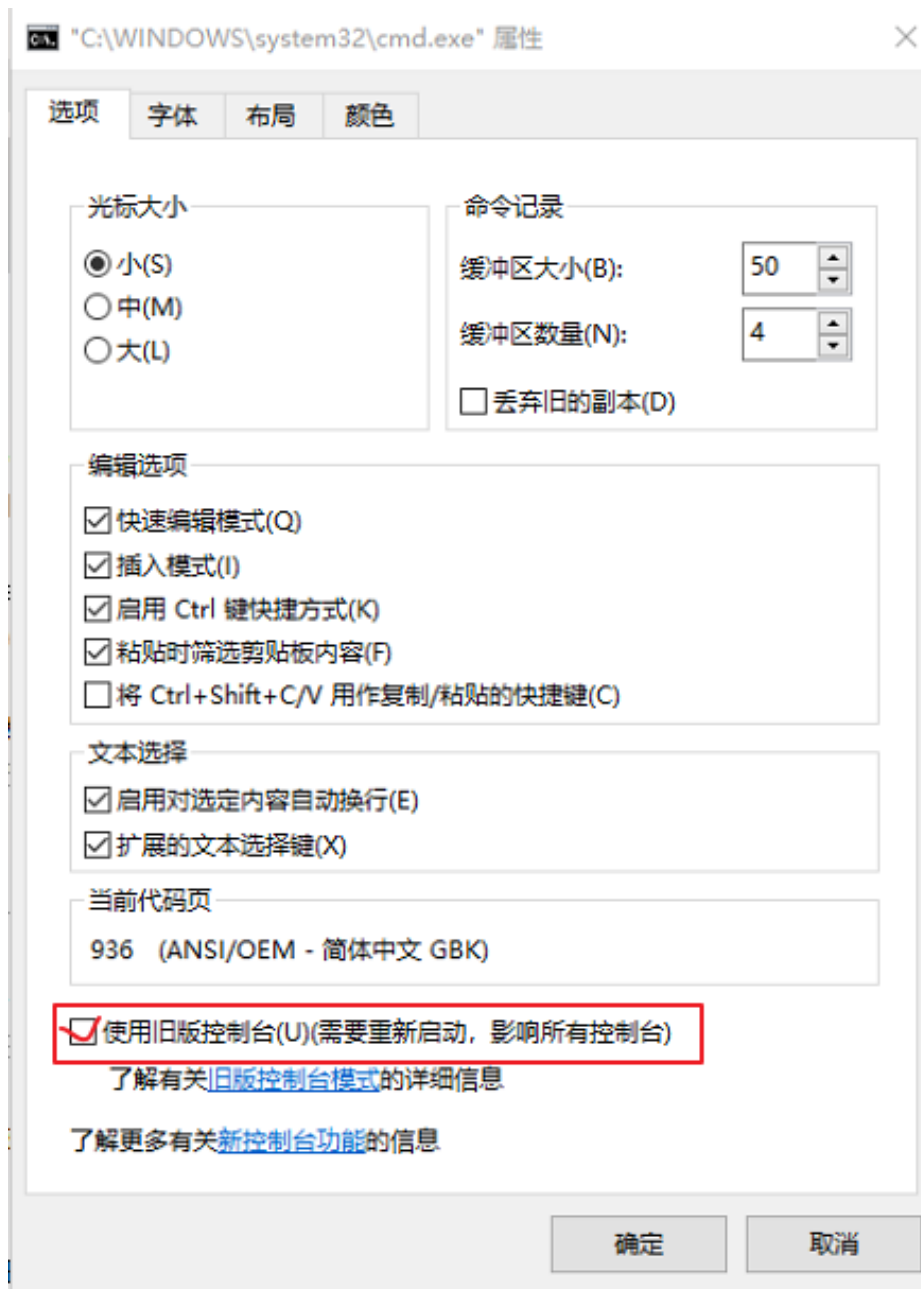 "C:\WINDOWS\system32\cmd.exe" 属性
选项 字体 布局 颜色
光标大小
小(S)
中(M)
大(L)
命令记录
缓冲区大小(B): 50
缓冲区数量(N): 4
丢弃旧的副本(D)
编辑选项
快速编辑模式(Q)
插入模式(I)
启用 Ctrl 键快捷方式(K)
粘贴时筛选剪贴板内容(F)
将 Ctrl+Shift+C/V 用作复制/粘贴的快捷键(C)
文本选择
启用对选定内容自动换行(E)
扩展的文本选择键(X)
当前代码页
936 (ANSI/OEM - 简体中文 GBK)
使用旧版控制台(U)(需要重新启动，影响所有控制台)
了解有关旧版控制台模式的详细信息
了解更多有关新控制台功能的信息
确定 取消